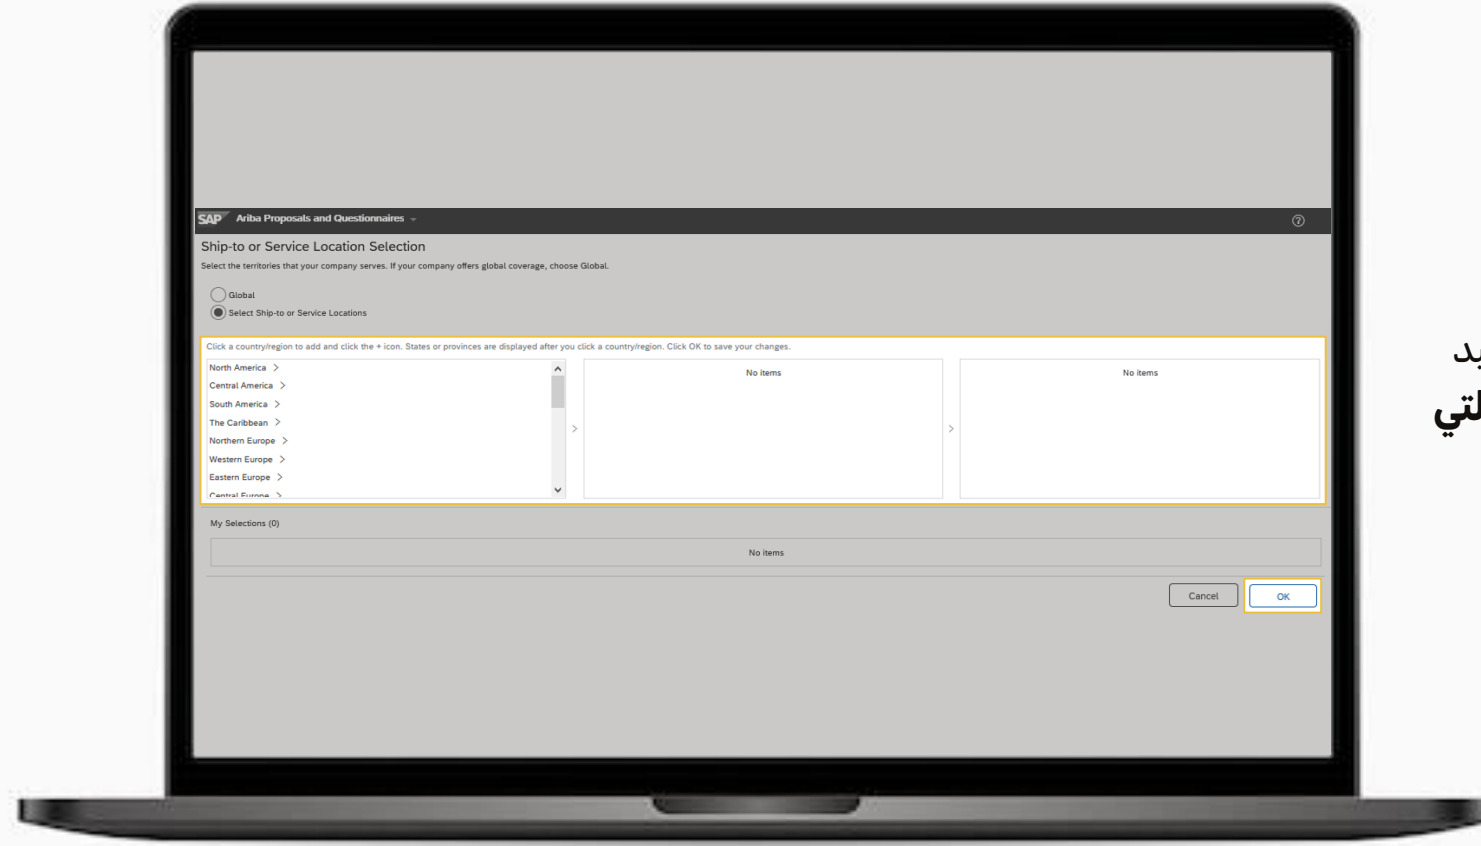 SAP Ariba Proposals and Questionnaires
Ship-to or Service Location Selection
Select the territories that your company serves. If your company offers global coverage, choose Global.
Global
Select Ship-to or Service Locations
Click a country/region to add and click the + icon. States or provinces are displayed after you click a country/region. Click OK to save your changes.
North America >
Central America >
South America >
The Caribbean >
Northern Europe >
Western Europe >
Eastern Europe >
Central Europe >
No items
No items
My Selections (0)
No items
Cancel
OK